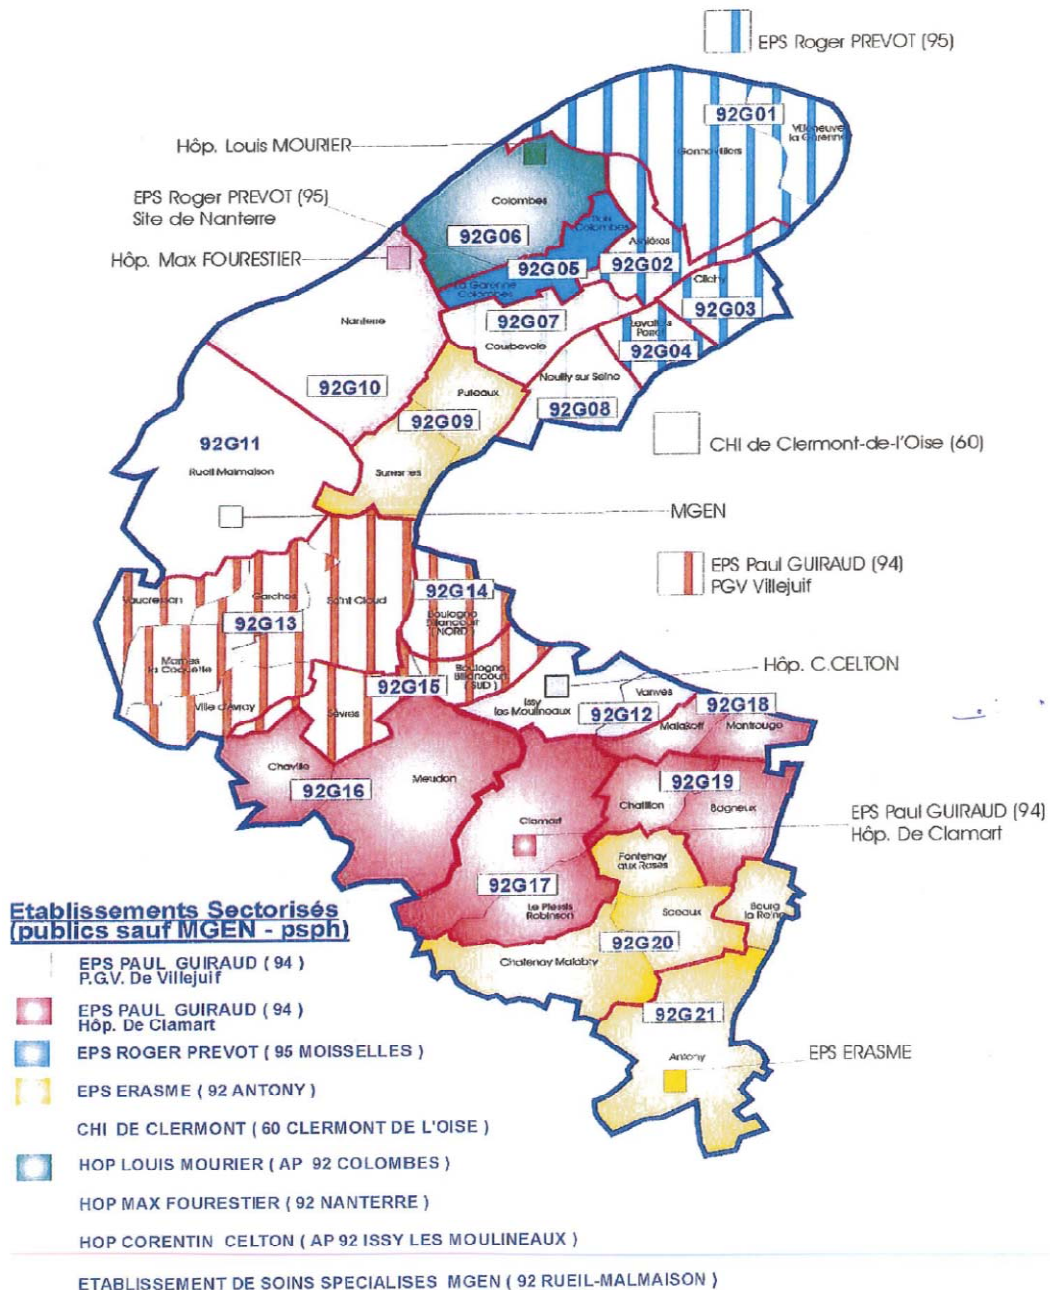 EPS Roger PREVOT (95)
92G01
Villeneuve
la Garenne
Gennevilliers
Hôp. Louis MOURIER
Colombes
EPS Roger PREVOT (95)
Site de Nanterre
Bois
Colombes
92G06
Asnières
Hôp. Max FOURESTIER
92G05
92G02
Clichy
La Garenne
Colombes
92G03
Nanterre
92G07
Levallois
Perret
Courbevoie
92G04
92G10
Puteaux
Neuilly sur Seine
92G09
92G08
92G11
CHI de Clermont-de-l'Oise (60)
Rueil Malmaison
Suresnes
MGEN
EPS Paul GUIRAUD (94)
PGV Villejuif
92G14
Vaucresson
Garches
Saint Cloud
Boulogne
Billancourt
(NORD)
92G13
Marnes
la Coquette
Boulogne
Billancourt
(SUD)
Hôp. C.CELTON
92G15
Ville d'Avray
Sèvres
Issy
les Moulineaux
Vanves
92G12
92G18
Malakoff
Montrouge
Chaville
Meudon
92G16
92G19
Chatillon
Bagneux
Clamart
EPS Paul GUIRAUD (94)
Hôp. De Clamart
Fontenay
aux Roses
92G17
Le Plessis
Robinson
Sceaux
Bourg
la Reine
92G20
Chatenay Malabry
92G21
Antony
EPS ERASME
Etablissements Sectorisés
(publics sauf MGEN - psph)
EPS PAUL GUIRAUD ( 94 )
P.G.V. De Villejuif
EPS PAUL GUIRAUD ( 94 )
Hôp. De Clamart
EPS ROGER PREVOT ( 95 MOISSELLES )
EPS ERASME ( 92 ANTONY )
CHI DE CLERMONT ( 60 CLERMONT DE L'OISE )
HOP LOUIS MOURIER ( AP 92 COLOMBES )
HOP MAX FOURESTIER ( 92 NANTERRE )
HOP CORENTIN CELTON ( AP 92 ISSY LES MOULINEAUX )
ETABLISSEMENT DE SOINS SPECIALISES MGEN ( 92 RUEIL-MALMAISON )